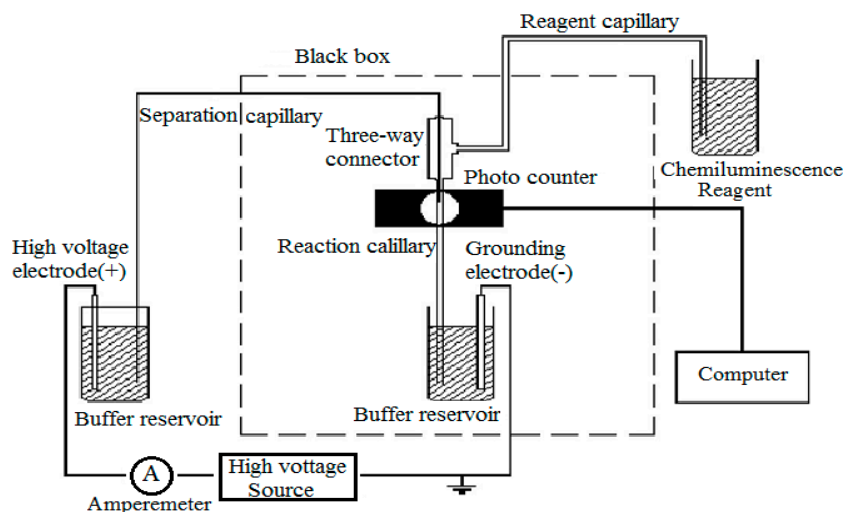 Reagent capillary
Black box
Separation capillary
Three-way
connector
Chemiluminescence
Reagent
Photo counter
High voltage
electrode(+)
Reaction calillary
Grounding
electrode(-)
Computer
Buffer reservoir
Buffer reservoir
A
High vottage
Source
Amperemeter